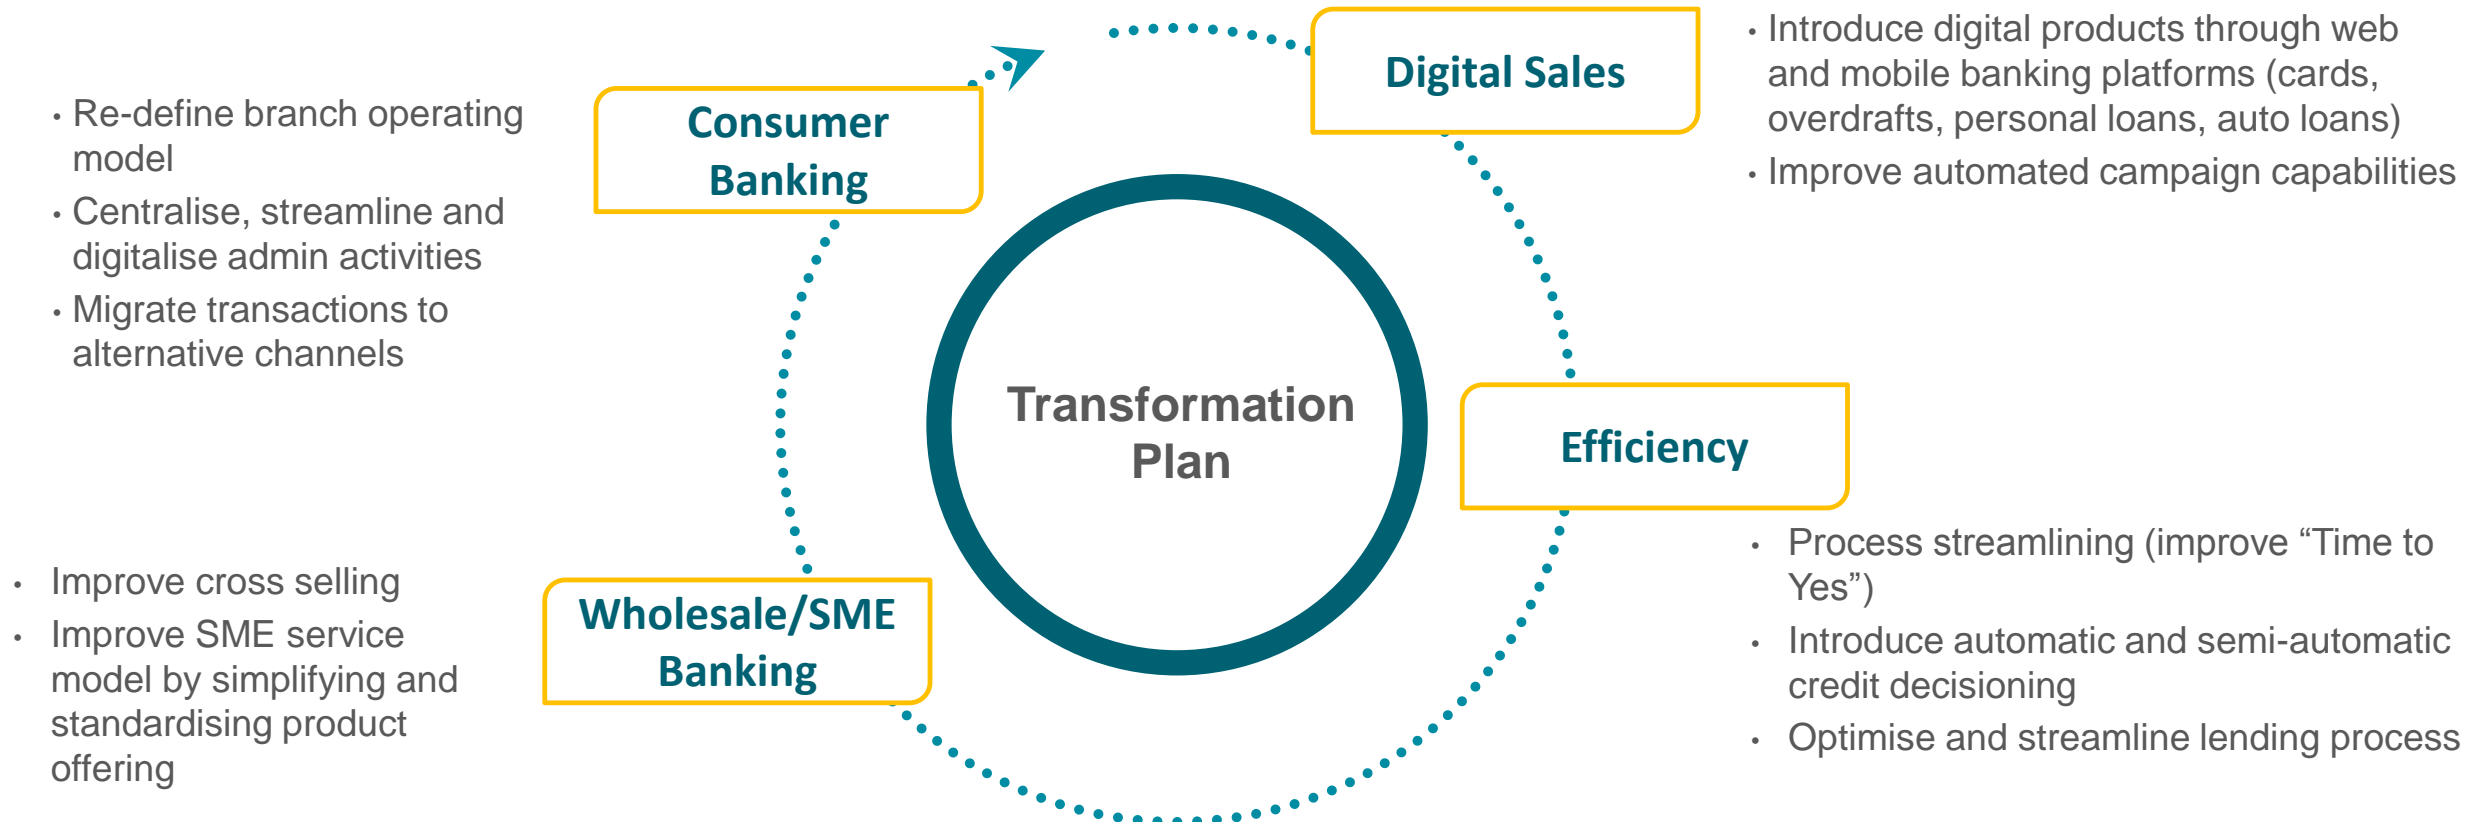 Consumer
Banking
• Re-define branch operating
model
• Centralise, streamline and
digitalise admin activities
• Migrate transactions to
alternative channels
Digital Sales
• Introduce digital products through web
and mobile banking platforms (cards,
overdrafts, personal loans, auto loans)
• Improve automated campaign capabilities
Transformation
Plan
Efficiency
• Process streamlining (improve “Time to
Yes”)
• Introduce automatic and semi-automatic
credit decisioning
• Optimise and streamline lending process
Wholesale/SME
Banking
• Improve cross selling
• Improve SME service
model by simplifying and
standardising product
offering